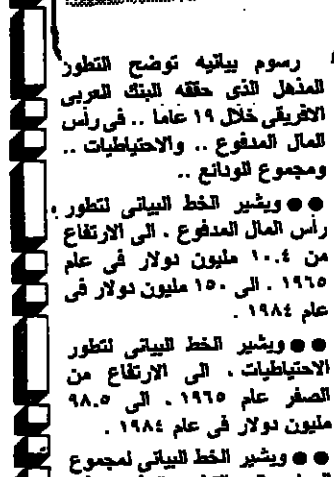 رسوم بيانيه توضح التطور
المذهل الذى حققه البنك العربى
الافريقى خلال ١٩ عاما .. فى رأس
المال المدفوع .. والاحتياطيات ..
ومجموع الودائع ..
●● ويشير الخط البيانى لتطور
رأس المال المدفوع ، الى الارتفاع
من ١٠.٤ مليون دولار فى عام
١٩٦٥ ، الى ١٥٠ مليون دولار فى
عام ١٩٨٤ .
●● ويشير الخط البيانى لتطور
الاحتياطيات ، الى الارتفاع من
الصفر عام ١٩٦٥ ، الى ٩٨.٥
مليون دولار فى عام ١٩٨٤ .
●● ويشير الخط البيانى لمجموع